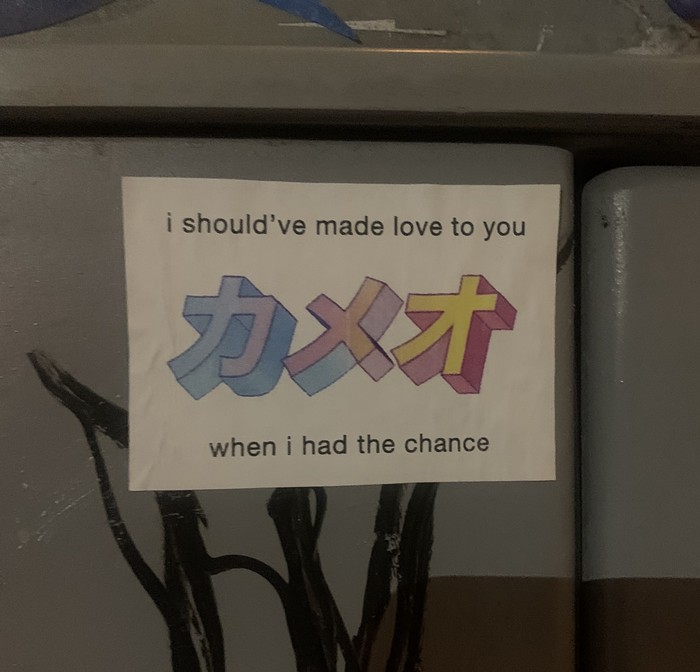 i should've made love to you
カメオ
when i had the chance